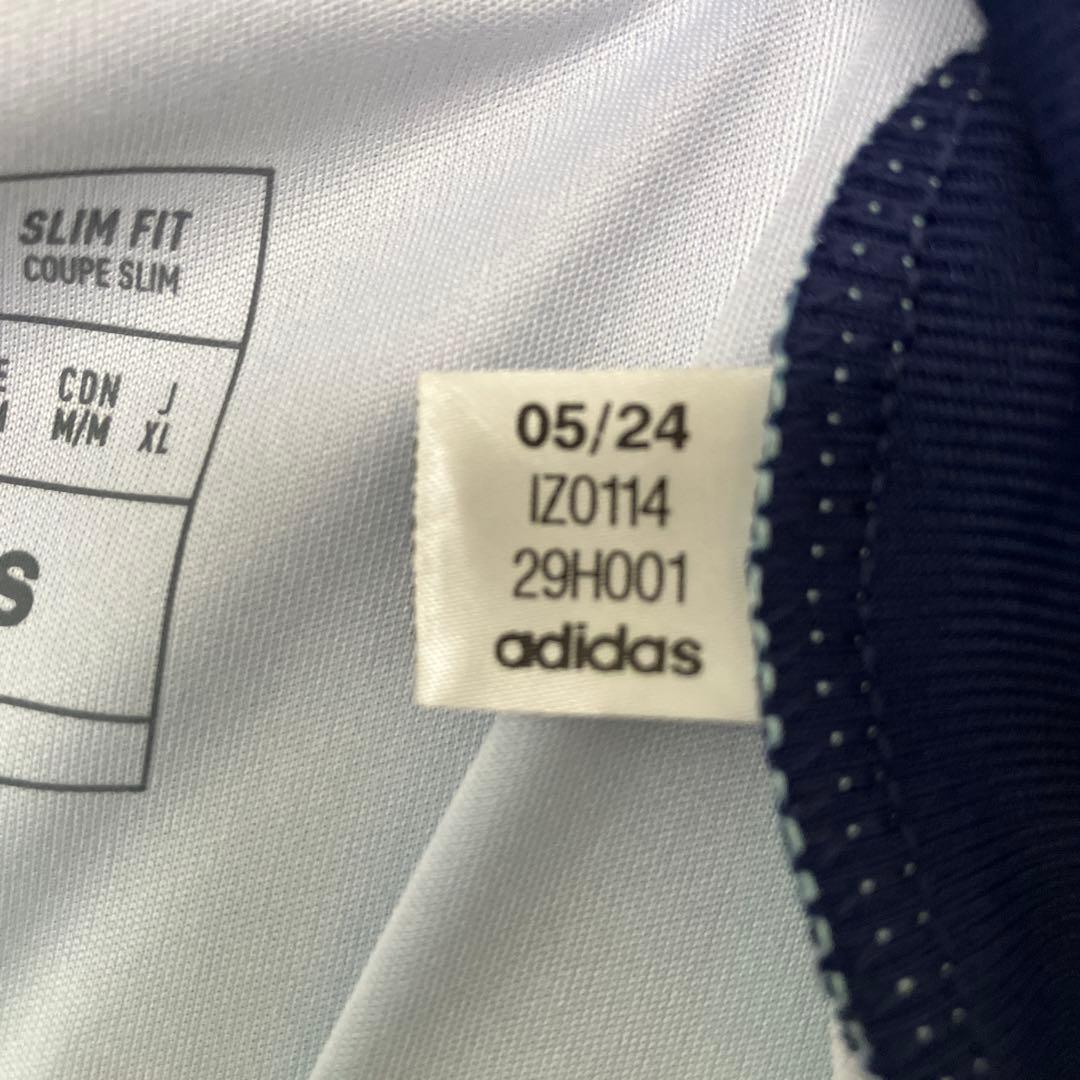 SLIM FIT
COUPE SLIM
CDN J
M/M XL
S
05/24
IZ0114
29H001
adidas